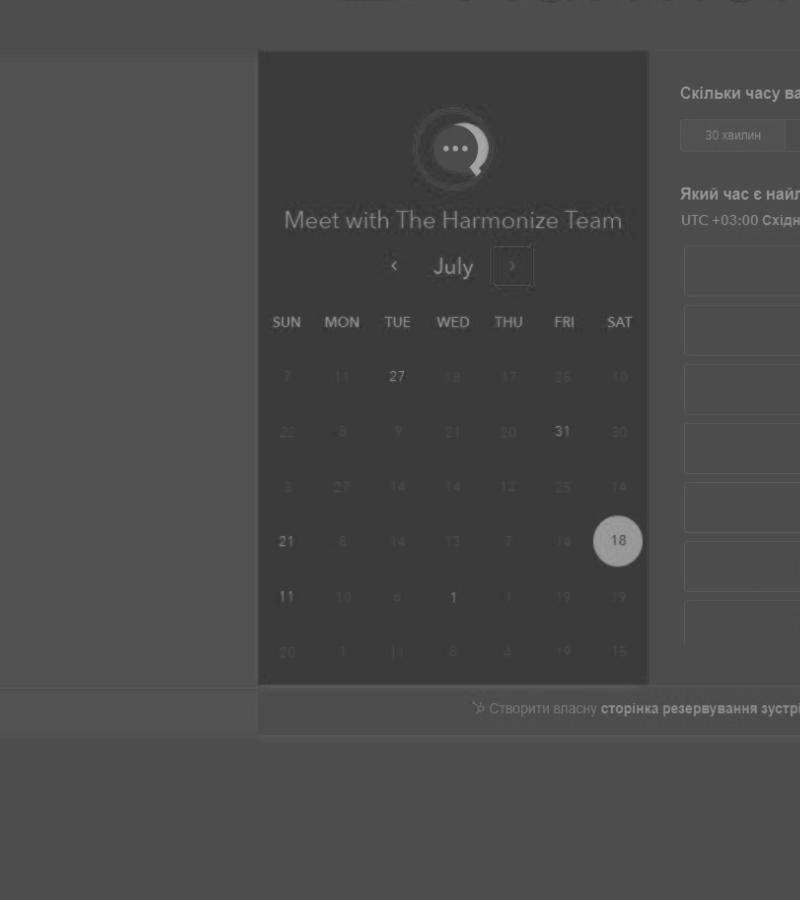 Скільки часу ва
30 хвилин
Який час є найл
UTC +03:00 Східн
Meet with The Harmonize Team
‹ July ›
SUN MON TUE WED THU FRI SAT
7 11 27 18 17 25 10
22 8 9 21 20 31 30
3 27 14 14 12 25 14
21 8 14 13 7 14 18
11 10 6 1 1 19 19
20 1 11 8 4 19 15
Створити власну сторінка резервування зустрі